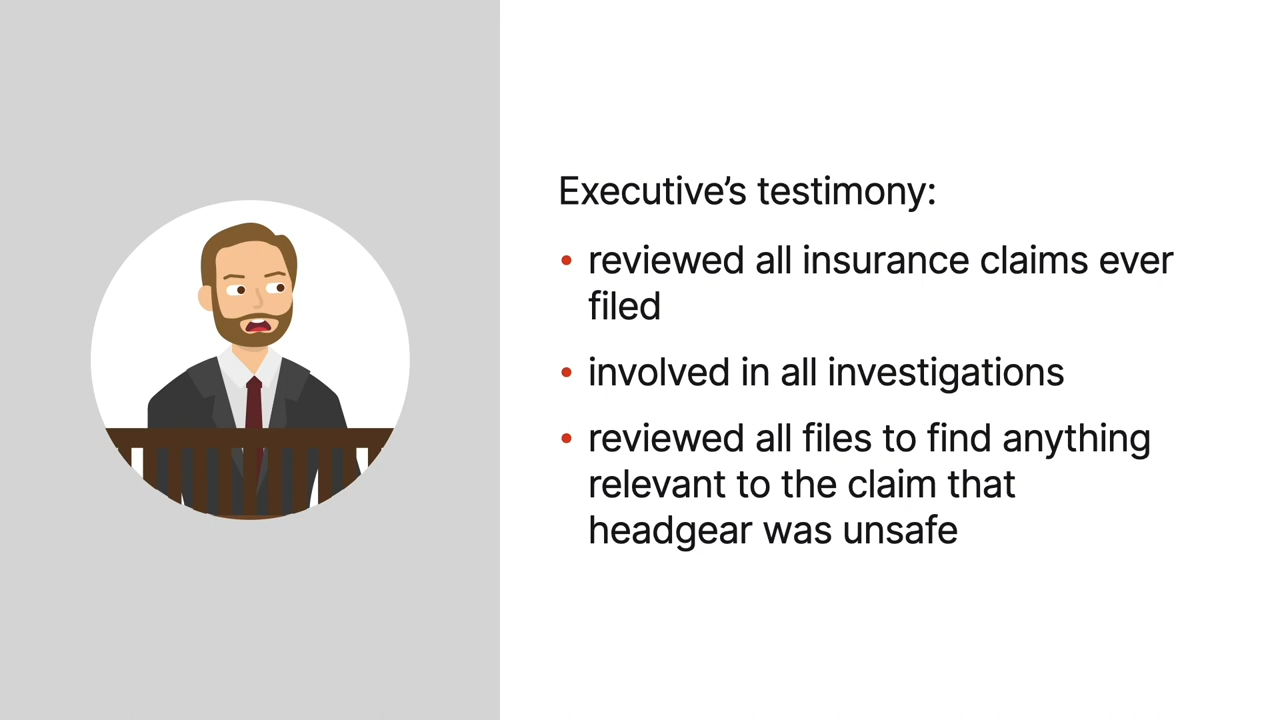 Executive’s testimony:
• reviewed all insurance claims ever
filed
• involved in all investigations
• reviewed all files to find anything
relevant to the claim that
headgear was unsafe